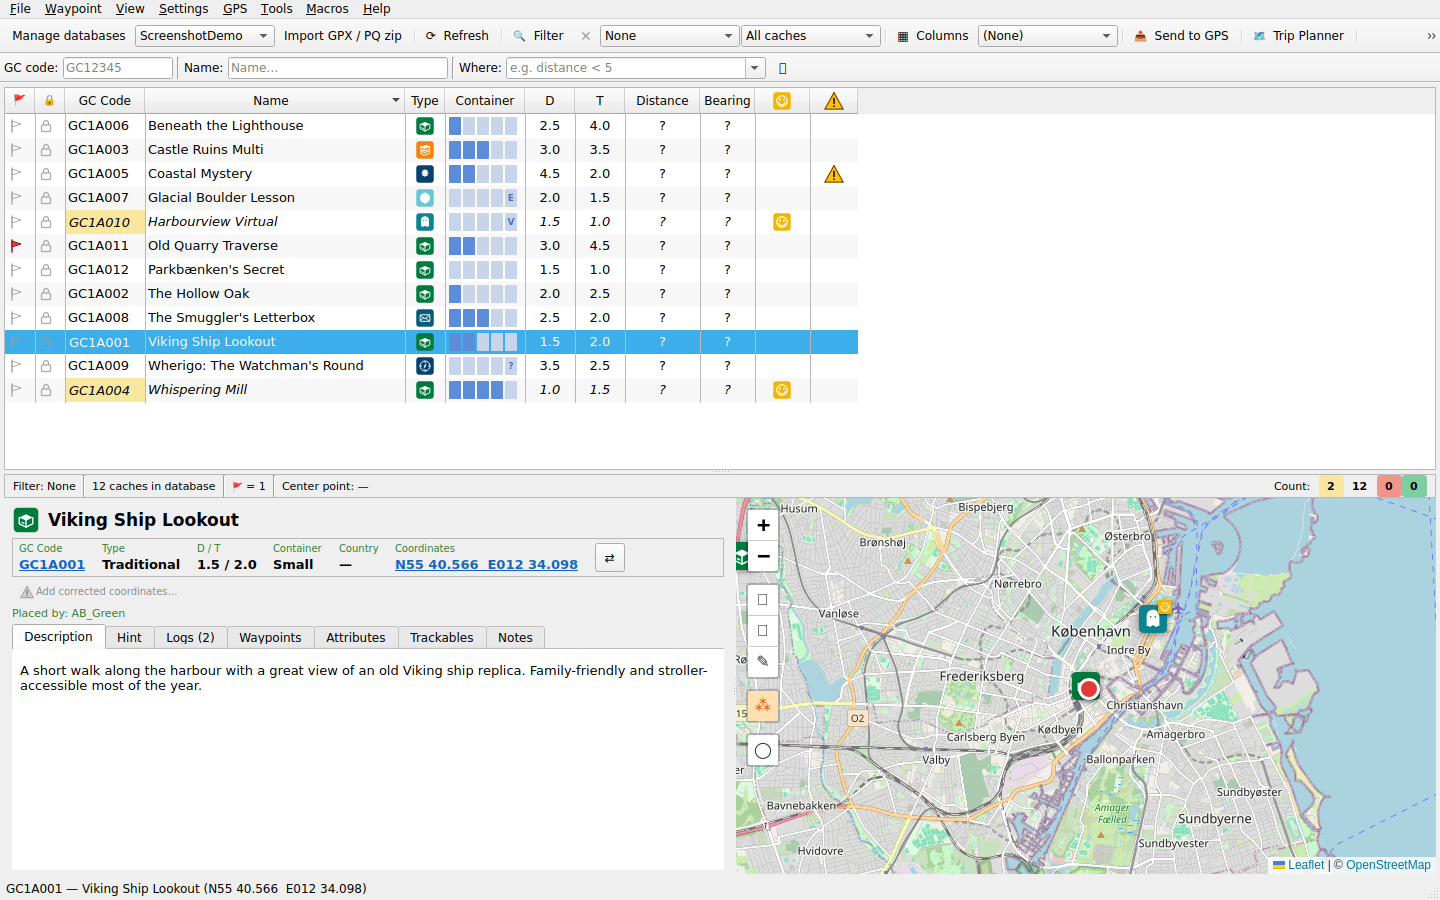 File Waypoint View Settings GPS Tools Macros Help
Manage databases ScreenshotDemo Import GPX / PQ zip Refresh Filter None All caches Columns (None) Send to GPS Trip Planner
GC code: GC12345 Name: Name... Where: e.g. distance < 5
GC Code Name Type Container D T Distance Bearing
GC1A006 Beneath the Lighthouse 2.5 4.0 ? ?
GC1A003 Castle Ruins Multi 3.0 3.5 ? ?
GC1A005 Coastal Mystery 4.5 2.0 ? ?
GC1A007 Glacial Boulder Lesson E 2.0 1.5 ? ?
GC1A010 Harbourview Virtual V 1.5 1.0 ? ?
GC1A011 Old Quarry Traverse 3.0 4.5 ? ?
GC1A012 Parkbænken's Secret 1.5 1.0 ? ?
GC1A002 The Hollow Oak 2.0 2.5 ? ?
GC1A008 The Smuggler's Letterbox 2.5 2.0 ? ?
GC1A001 Viking Ship Lookout 1.5 2.0 ? ?
GC1A009 Wherigo: The Watchman's Round ? 3.5 2.5 ? ?
GC1A004 Whispering Mill 1.0 1.5 ? ?
Filter: None 12 caches in database = 1 Center point: — Count: 2 12 0 0
Viking Ship Lookout
GC Code Type D / T Container Country Coordinates
GC1A001 Traditional 1.5 / 2.0 Small — N55 40.566 E012 34.098
Add corrected coordinates...
Placed by: AB_Green
Description Hint Logs (2) Waypoints Attributes Trackables Notes
A short walk along the harbour with a great view of an old Viking ship replica. Family-friendly and stroller-
accessible most of the year.
+
−
Husum
Bispebjerg
Brønshøj
Østerbro
Nørrebro
Vanløse
København
Indre By
Rø
Frederiksberg
Christianshavn
15
O2
Carlsberg Byen
Kødbyen
Amagerbro
Valby
Ballonparken
er
Sundbyøster
Bavnebakken
Amager
Fælled
Sundbyerne
Hvidovre
Sundbyvester
Leaflet | © OpenStreetMap
GC1A001 — Viking Ship Lookout (N55 40.566 E012 34.098)